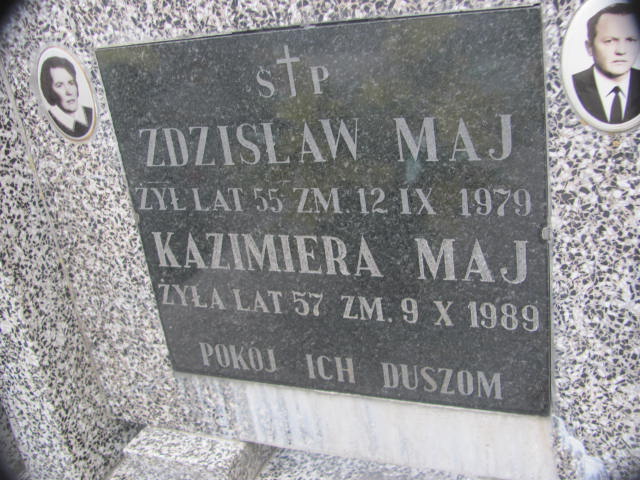 S P
ZDZISŁAW MAJ
ŻYŁ LAT 55 ZM. 12 IX 1979
KAZIMIERA MAJ
ŻYŁA LAT 57 ZM. 9 X 1989
POKÓJ ICH DUSZOM